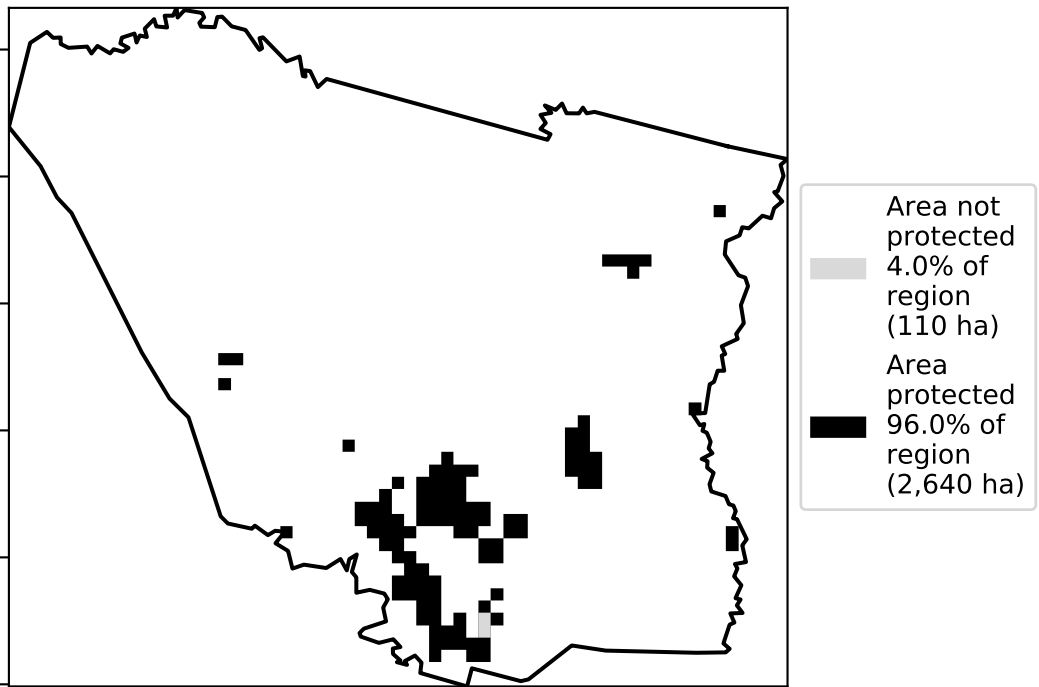 Area not
protected
4.0% of
region
(110 ha)
Area
protected
96.0% of
region
(2,640 ha)